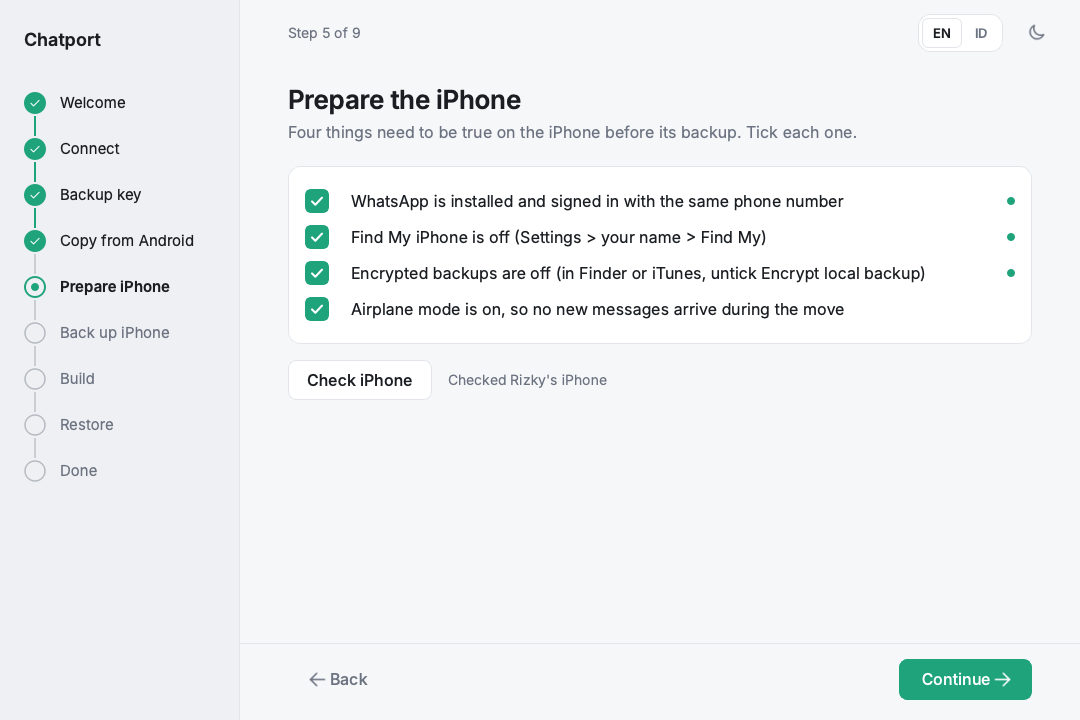 Chatport
Welcome
Connect
Backup key
Copy from Android
Prepare iPhone
Back up iPhone
Build
Restore
Done
Step 5 of 9
EN
ID
Prepare the iPhone
Four things need to be true on the iPhone before its backup. Tick each one.
WhatsApp is installed and signed in with the same phone number
Find My iPhone is off (Settings > your name > Find My)
Encrypted backups are off (in Finder or iTunes, untick Encrypt local backup)
Airplane mode is on, so no new messages arrive during the move
Check iPhone
Checked Rizky's iPhone
Back
Continue